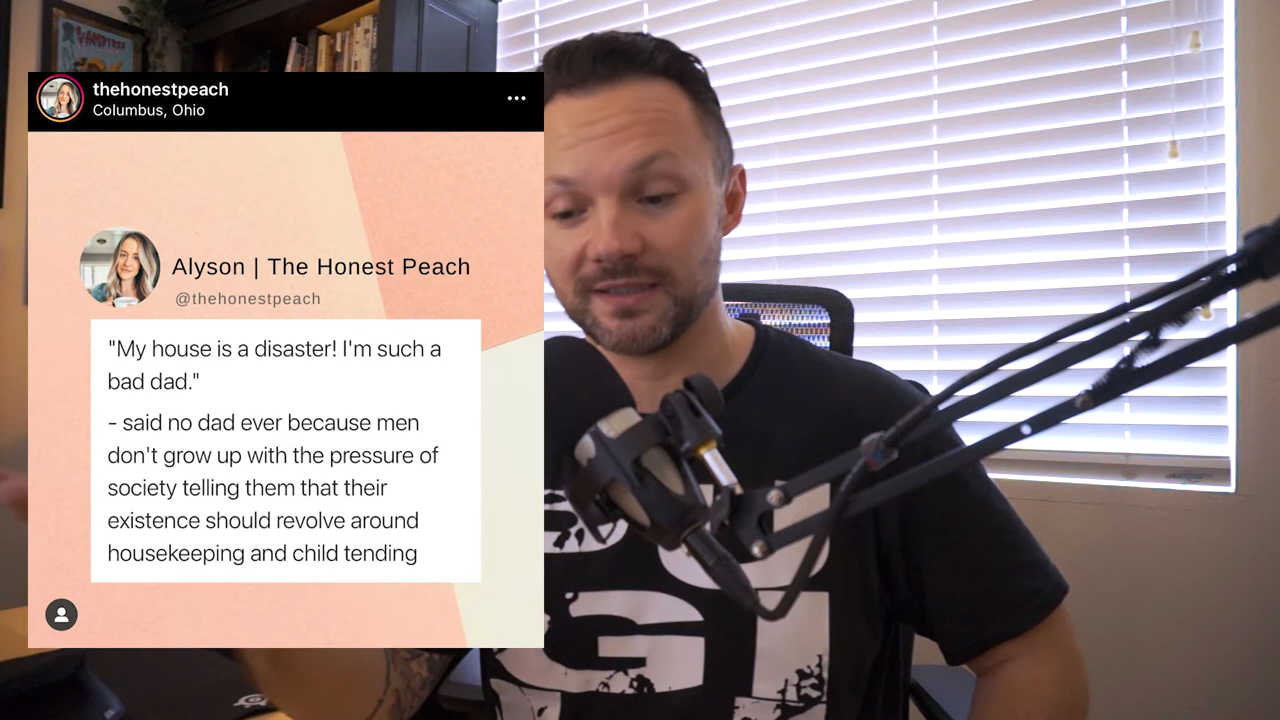 VAMPIRE
thehonestpeach
Columbus, Ohio
Alyson | The Honest Peach
@thehonestpeach
"My house is a disaster! I'm such a
bad dad."
- said no dad ever because men
don't grow up with the pressure of
society telling them that their
existence should revolve around
housekeeping and child tending